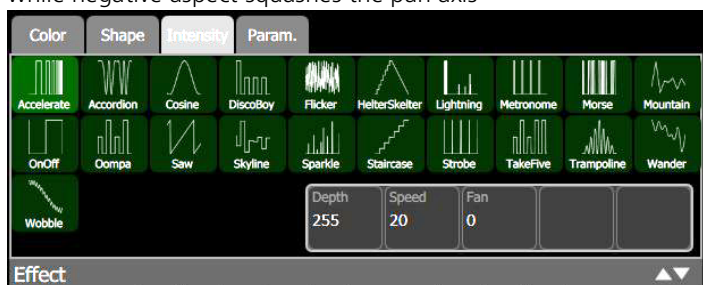 while negative aspect squashes the pan axis
Color Shape Intensity Param.
Accelerate Accordion Cosine DiscoBoy Flicker HelterSkelter Lightning Metronome Morse Mountain
OnOff Oompa Saw Skyline Sparkle Staircase Strobe TakeFive Trampoline Wander
Wobble
Depth Speed Fan
255 20 0
Effect